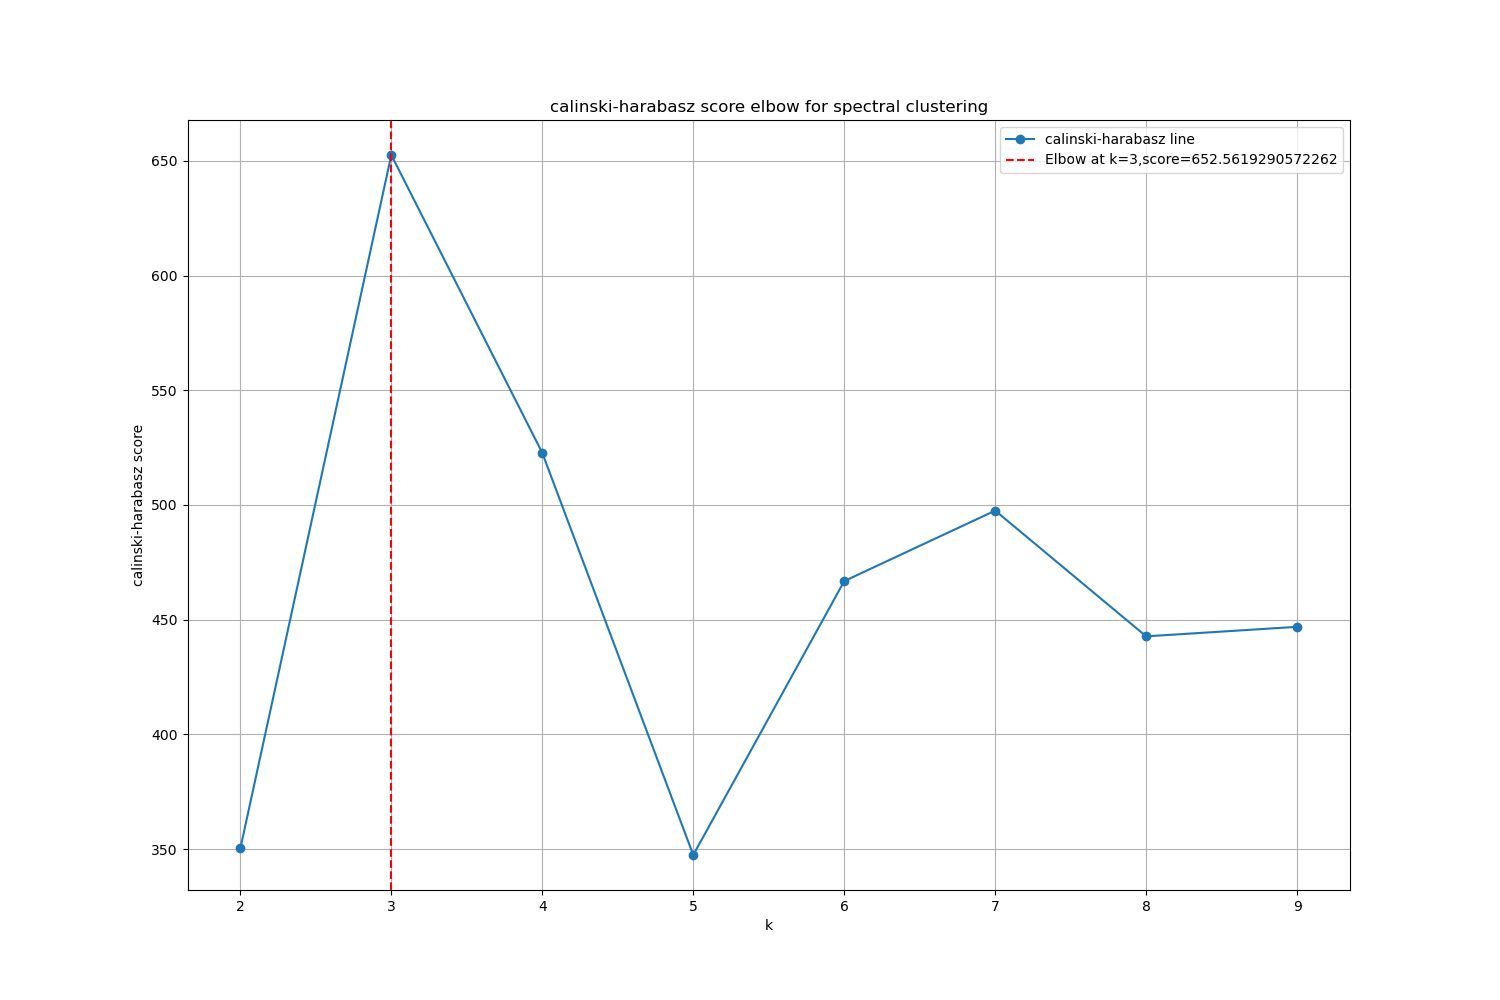 calinski-harabasz score elbow for spectral clustering
calinski-harabasz line
Elbow at k=3,score=652.5619290572262
calinski-harabasz score
650
600
550
500
450
400
350
2 3 4 5 6 7 8 9
k